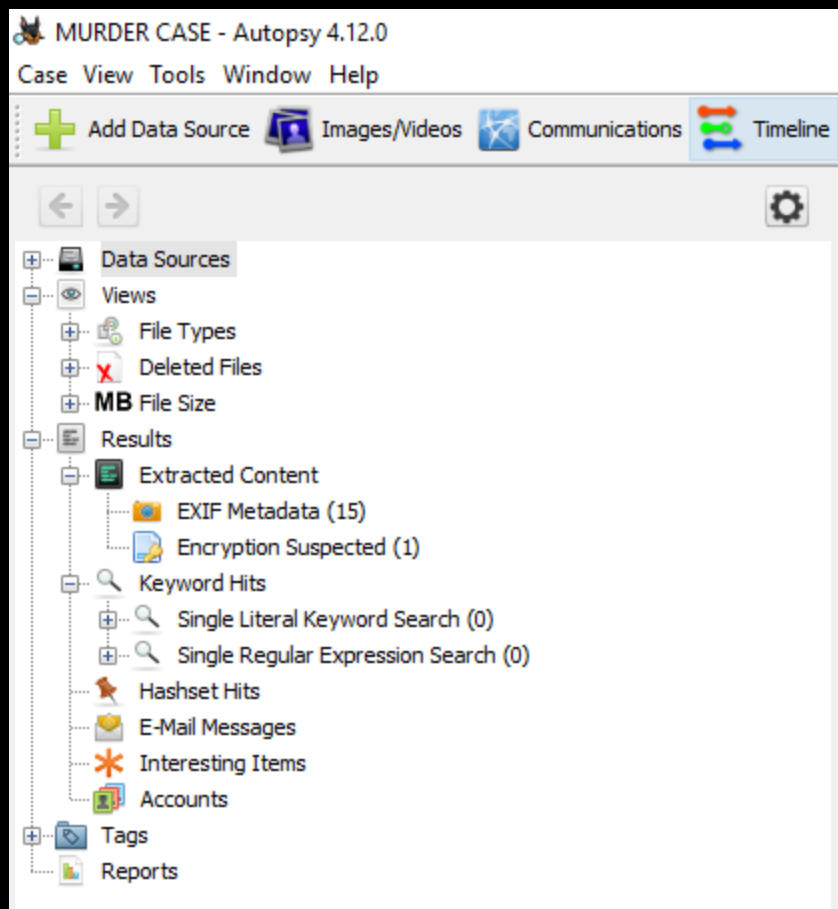 MURDER CASE - Autopsy 4.12.0
Case View Tools Window Help
Add Data Source Images/Videos Communications Timeline
Data Sources
Views
File Types
Deleted Files
MB File Size
Results
Extracted Content
EXIF Metadata (15)
Encryption Suspected (1)
Keyword Hits
Single Literal Keyword Search (0)
Single Regular Expression Search (0)
Hashset Hits
E-Mail Messages
Interesting Items
Accounts
Tags
Reports